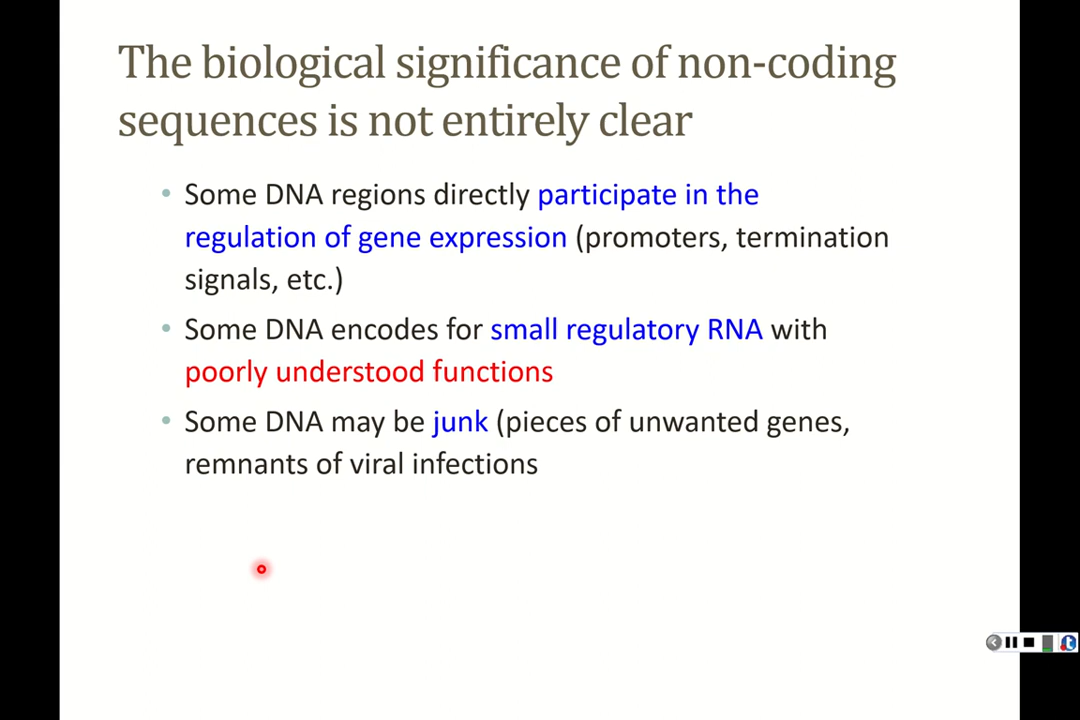 The biological significance of non-coding
sequences is not entirely clear
• Some DNA regions directly participate in the
regulation of gene expression (promoters, termination
signals, etc.)
• Some DNA encodes for small regulatory RNA with
poorly understood functions
• Some DNA may be junk (pieces of unwanted genes,
remnants of viral infections
t